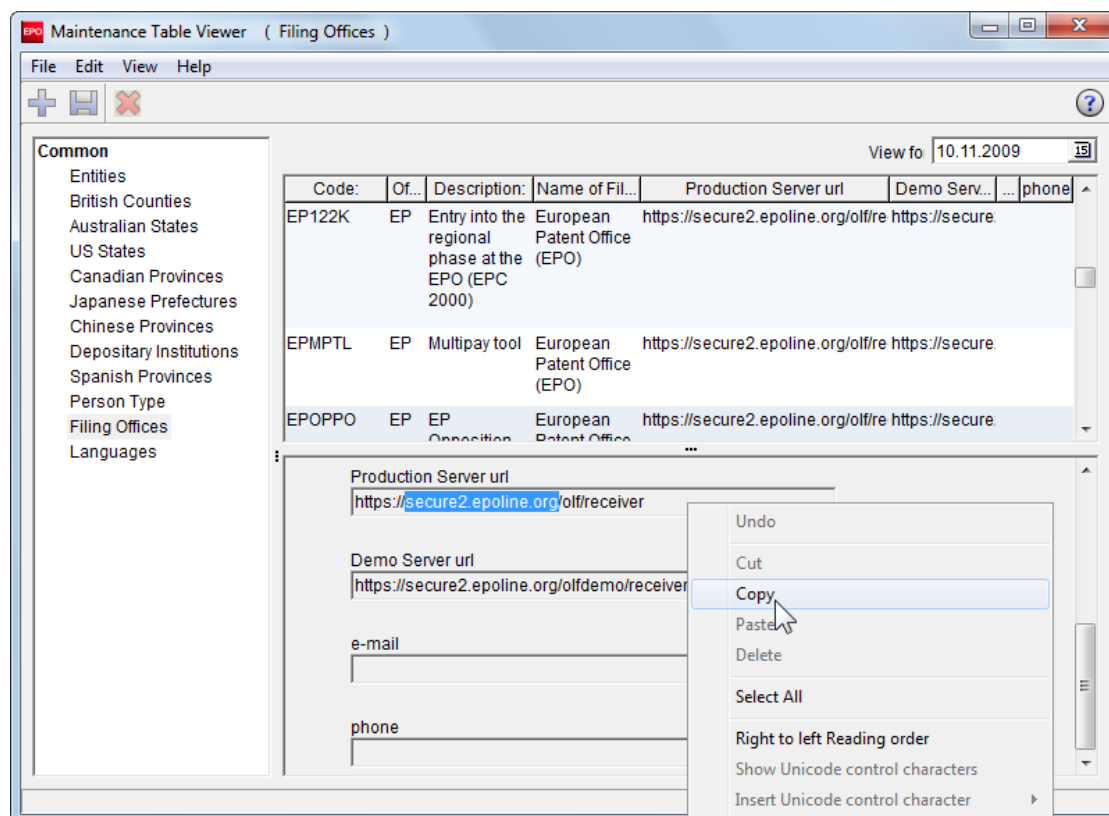 EPO Maintenance Table Viewer ( Filing Offices )
File Edit View Help
Common
Entities
British Counties
Australian States
US States
Canadian Provinces
Japanese Prefectures
Chinese Provinces
Depositary Institutions
Spanish Provinces
Person Type
Filing Offices
Languages
View fo 10.11.2009 15
Code: Of... Description: Name of Fil... Production Server url Demo Serv... ... phone
EP122K EP Entry into the European https://secure2.epoline.org/olf/re https://secure:
regional Patent Office
phase at the (EPO)
EPO (EPC
2000)
EPMPTL EP Multipay tool European https://secure2.epoline.org/olf/re https://secure:
Patent Office
(EPO)
EPOPPO EP EP European https://secure2.epoline.org/olf/re https://secure:
Opposition Patent Office
Production Server url
https://secure2.epoline.org/olf/receiver
Demo Server url
https://secure2.epoline.org/olfdemo/receiver
e-mail
phone
Undo
Cut
Copy
Paste
Delete
Select All
Right to left Reading order
Show Unicode control characters
Insert Unicode control character